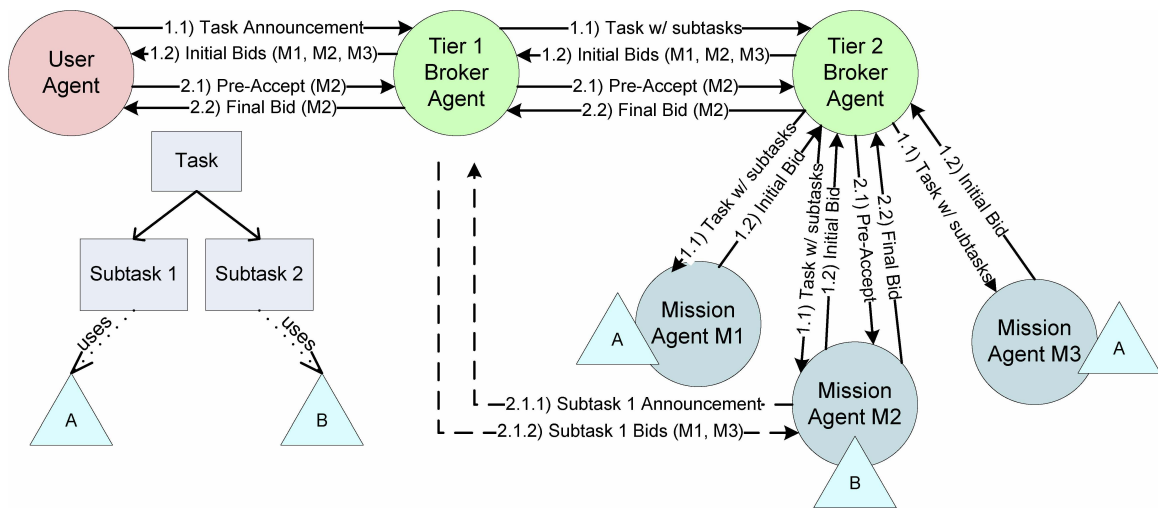 User
Agent
1.1) Task Announcement
1.2) Initial Bids (M1, M2, M3)
2.1) Pre-Accept (M2)
2.2) Final Bid (M2)
Tier 1
Broker
Agent
1.1) Task w/ subtasks
1.2) Initial Bids (M1, M2, M3)
2.1) Pre-Accept (M2)
2.2) Final Bid (M2)
Tier 2
Broker
Agent
Task
Subtask 1
Subtask 2
uses
uses
A
B
1.1) Task w/ subtasks
1.2) Initial Bid
1.1) Task w/ subtasks
1.2) Initial Bid
2.1) Pre-Accept
2.2) Final Bid
1.1) Task w/ subtasks
1.2) Initial Bid
A
Mission
Agent M1
Mission
Agent M2
B
Mission
Agent M3
A
2.1.1) Subtask 1 Announcement
2.1.2) Subtask 1 Bids (M1, M3)